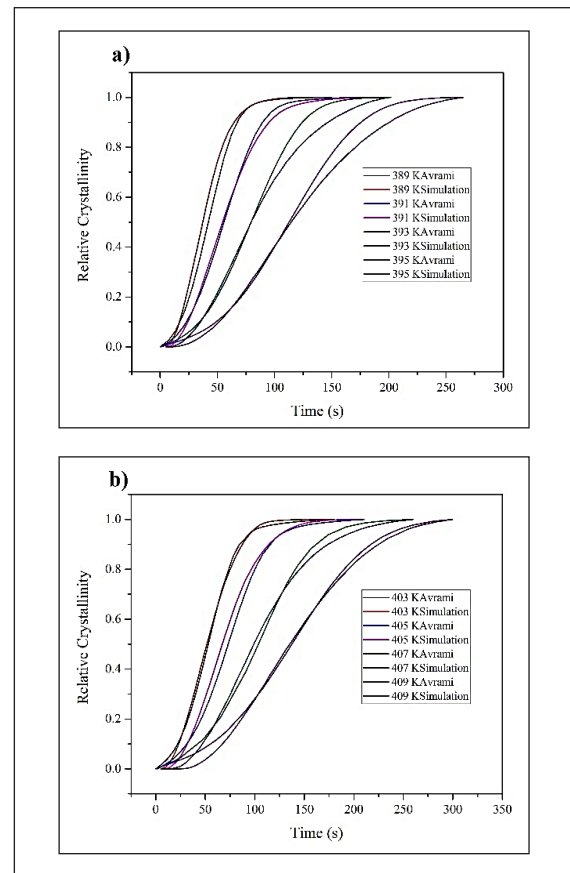 a)
1.0
0.8
0.6
0.4
0.2
0.0
Relative Crystallinity
389 KAvrami
389 KSimulation
391 KAvrami
391 KSimulation
393 KAvrami
393 KSimulation
395 KAvrami
395 KSimulation
0 50 100 150 200 250 300
Time (s)
b)
1.0
0.8
0.6
0.4
0.2
0.0
Relative Crystallinity
403 KAvrami
403 KSimulation
405 KAvrami
405 KSimulation
407 KAvrami
407 KSimulation
409 KAvrami
409 KSimulation
0 50 100 150 200 250 300 350
Time (s)